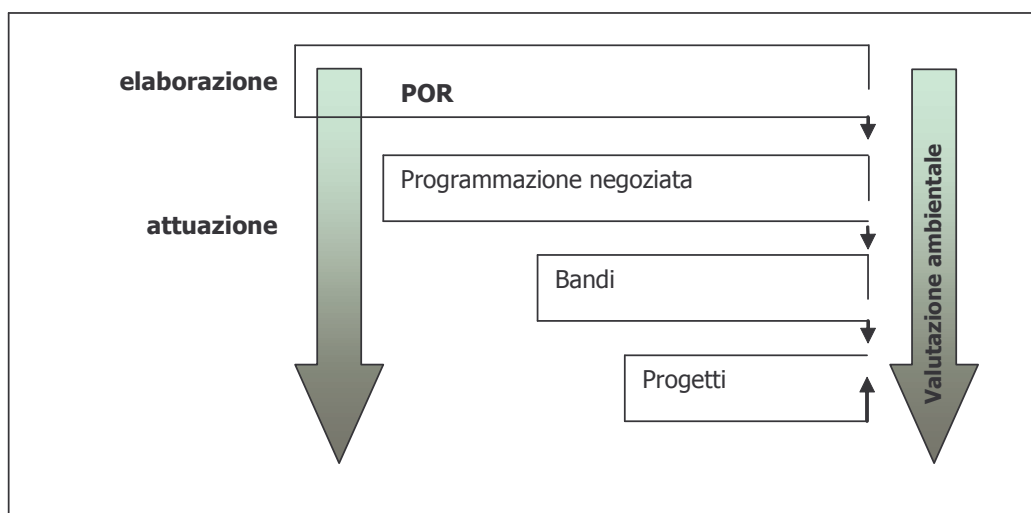 elaborazione
POR
Programmazione negoziata
attuazione
Bandi
Progetti
Valutazione ambientale